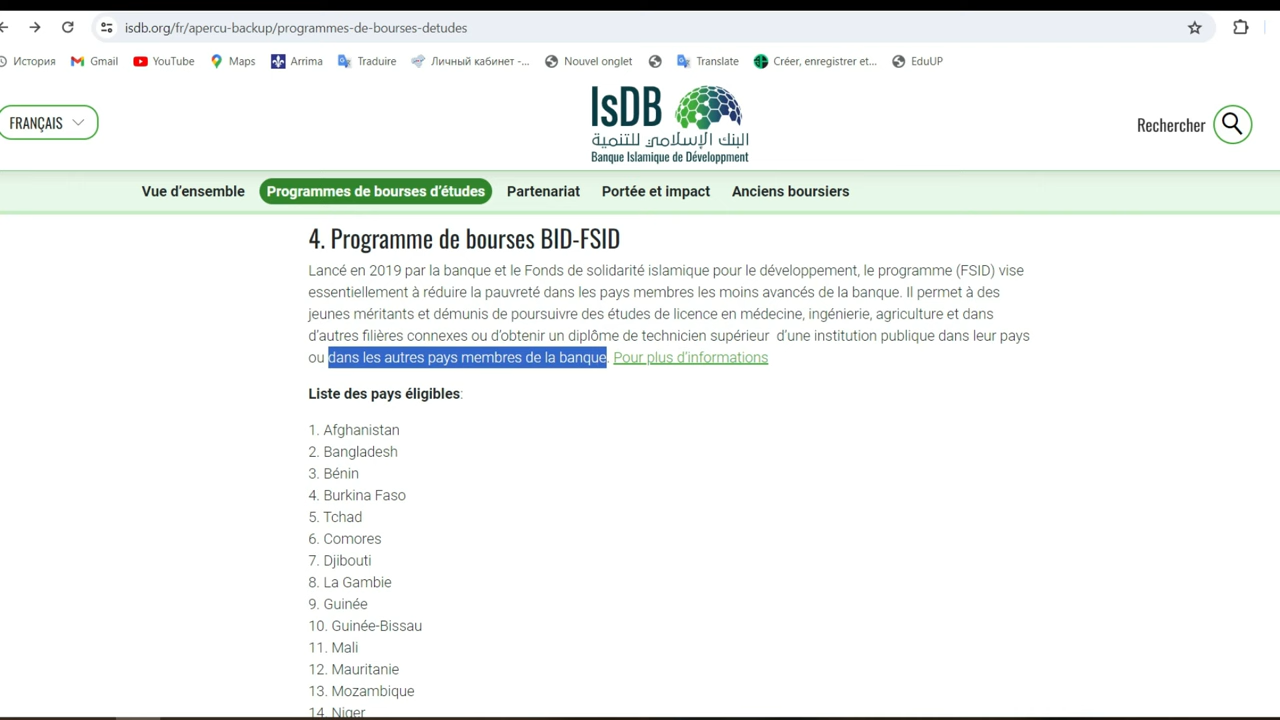 isdb.org/fr/apercu-backup/programmes-de-bourses-detudes
История Gmail YouTube Maps Arrima Traduire Личный кабинет -... Nouvel onglet Translate Créer, enregistrer et... EduUP
FRANÇAIS
IsDB
البنك الإسلامي للتنمية
Banque Islamique de Développment
Rechercher
Vue d’ensemble Programmes de bourses d’études Partenariat Portée et impact Anciens boursiers
4. Programme de bourses BID-FSID
Lancé en 2019 par la banque et le Fonds de solidarité islamique pour le développement, le programme (FSID) vise
essentiellement à réduire la pauvreté dans les pays membres les moins avancés de la banque. Il permet à des
jeunes méritants et démunis de poursuivre des études de licence en médecine, ingénierie, agriculture et dans
d’autres filières connexes ou d’obtenir un diplôme de technicien supérieur d’une institution publique dans leur pays
ou dans les autres pays membres de la banque. Pour plus d’informations
Liste des pays éligibles:
1. Afghanistan
2. Bangladesh
3. Bénin
4. Burkina Faso
5. Tchad
6. Comores
7. Djibouti
8. La Gambie
9. Guinée
10. Guinée-Bissau
11. Mali
12. Mauritanie
13. Mozambique
14. Niger